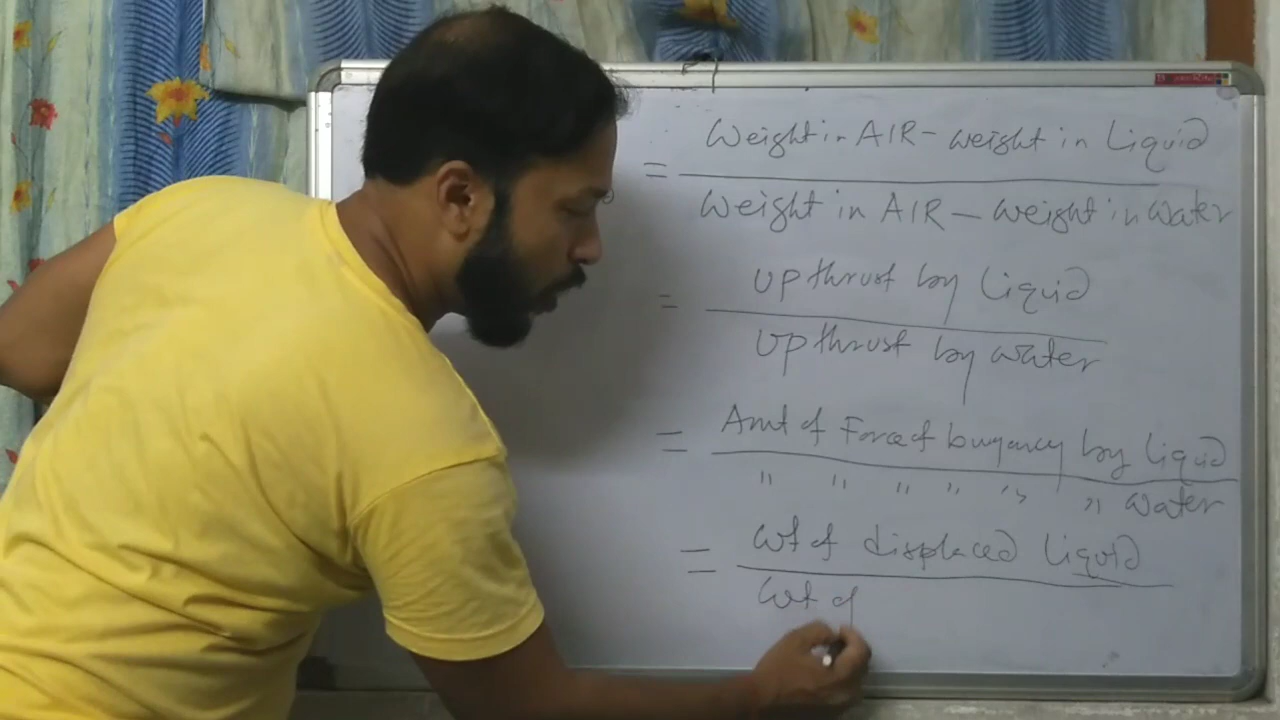 Weight in AIR - weight in Liquid
=
Weight in AIR - Weight in Water
Upthrust by Liquid
=
Upthrust by Water
Amt of Force of buoyancy by Liquid
=
" " " " " " Water
Wt of displaced Liquid
=
Wt of